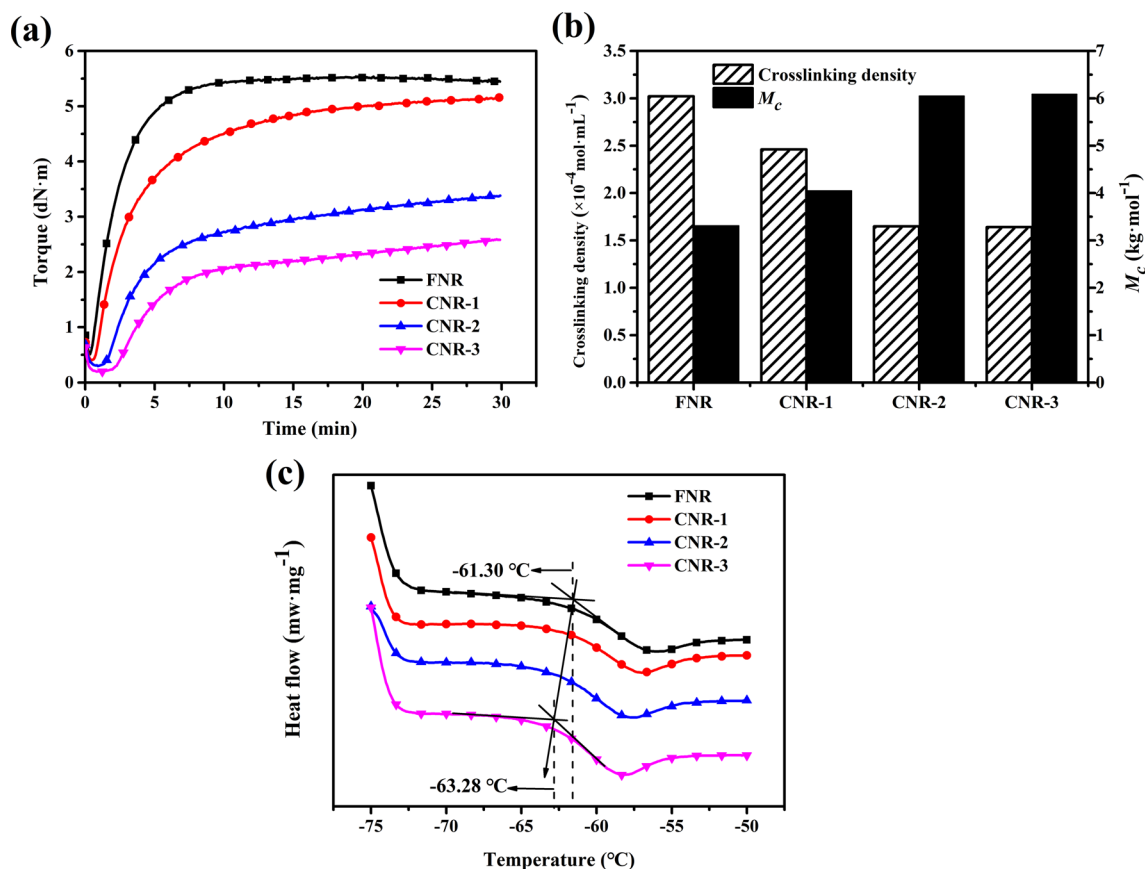 (a)
6
5
4
3
2
1
0
Torque (dN·m)
0
5
10
15
20
25
30
Time (min)
FNR
CNR-1
CNR-2
CNR-3
(b)
3.5
3.0
2.5
2.0
1.5
1.0
0.5
0.0
Crosslinking density (×10⁻⁴ mol·mL⁻¹)
Crosslinking density
M_C
7
6
5
4
3
2
1
0
M_C (kg·mol⁻¹)
FNR
CNR-1
CNR-2
CNR-3
(c)
Heat flow (mw·mg⁻¹)
FNR
CNR-1
CNR-2
CNR-3
-61.30 ℃
-63.28 ℃
-75
-70
-65
-60
-55
-50
Temperature (℃)